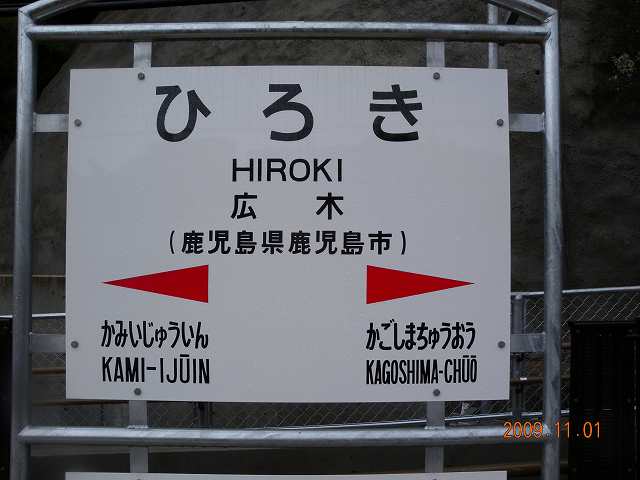 ひろき
HIROKI
広木
(鹿児島県鹿児島市)
かみいじゅういん
KAMI-IJŪIN
かごしまちゅうおう
KAGOSHIMA-CHŪŌ
2009.11.01